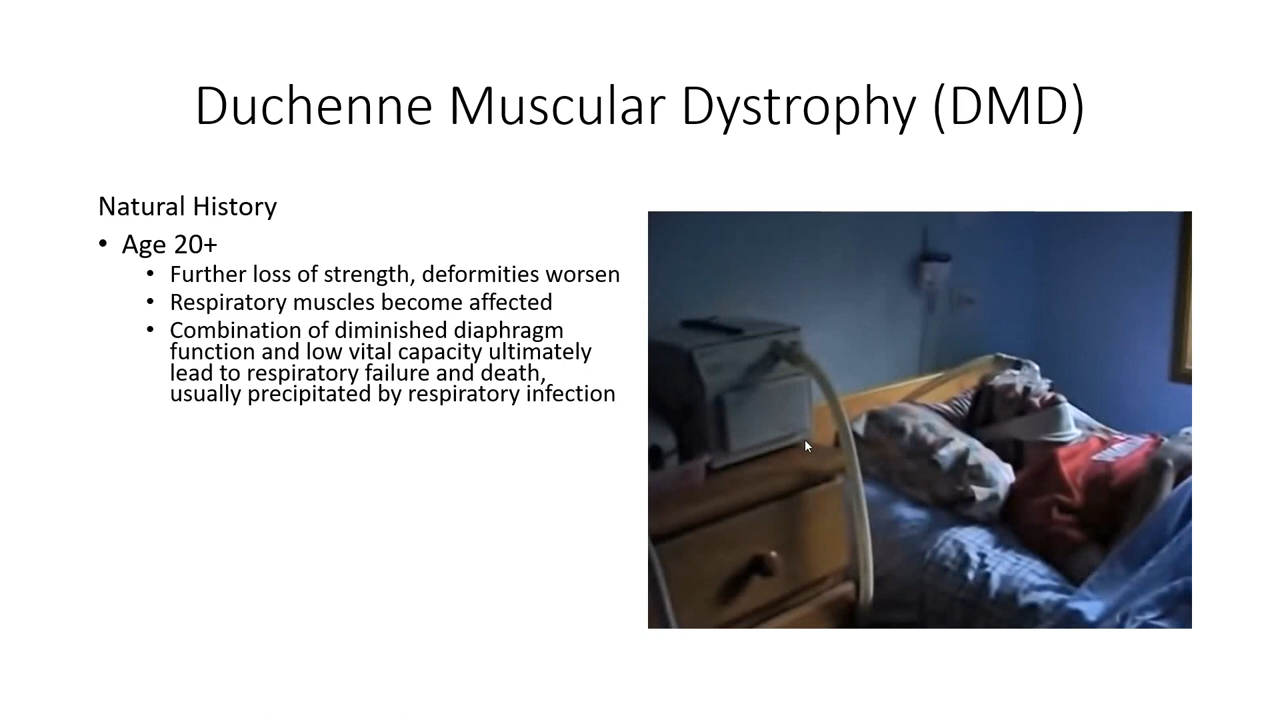 Duchenne Muscular Dystrophy (DMD)
Natural History
• Age 20+
• Further loss of strength, deformities worsen
• Respiratory muscles become affected
• Combination of diminished diaphragm
function and low vital capacity ultimately
lead to respiratory failure and death,
usually precipitated by respiratory infection